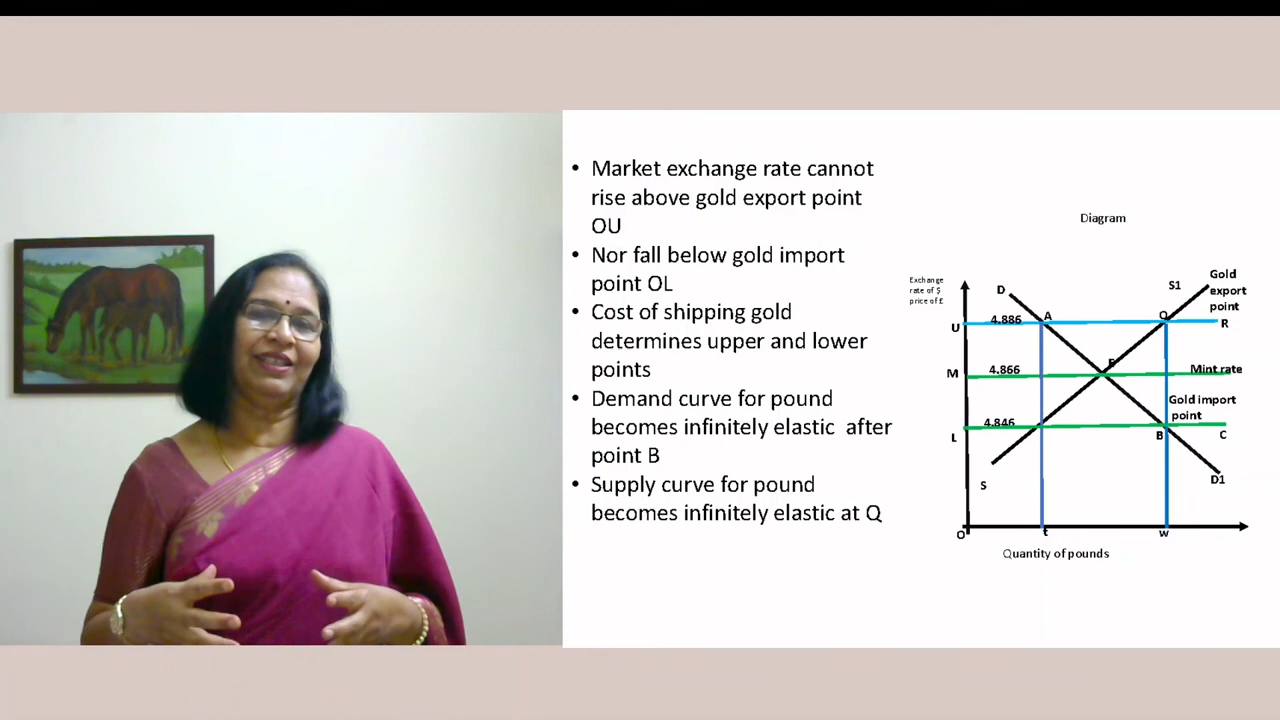 • Market exchange rate cannot
rise above gold export point
OU
• Nor fall below gold import
point OL
• Cost of shipping gold
determines upper and lower
points
• Demand curve for pound
becomes infinitely elastic after
point B
• Supply curve for pound
becomes infinitely elastic at Q
Diagram
Exchange
rate of $
price of £
D
S1
Gold
export
point
U
4.886
A
Q
R
M
4.866
E
Mint rate
Gold import
point
L
4.846
B
C
S
D1
O
t
w
Quantity of pounds